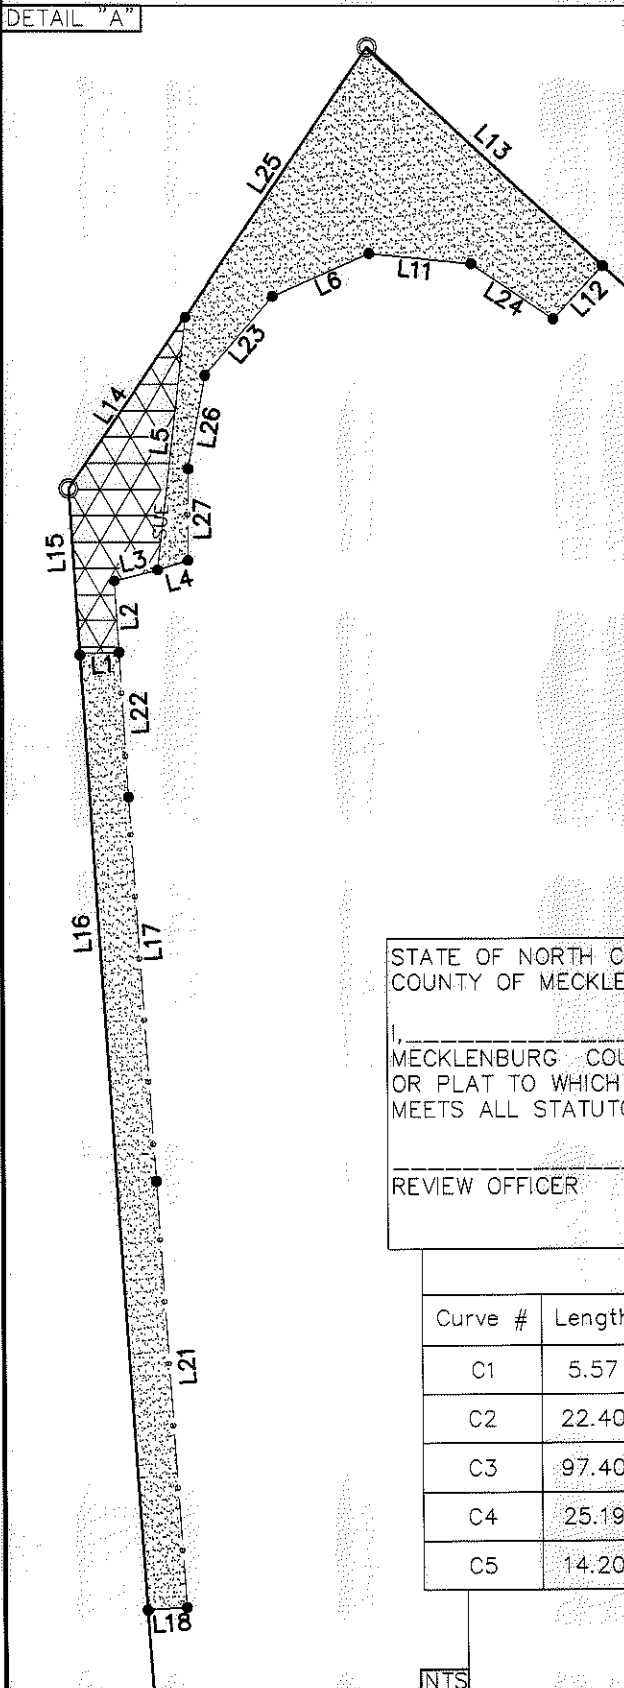 DETAIL "A"
L25
L13
L6
L11
L24
L12
L23
L14
L5
L26
SUE
L27
L15
L3
L4
L2
L1
L22
L16
L17
STATE OF NORTH C
COUNTY OF MECKLE
I,
MECKLENBURG COU
OR PLAT TO WHICH
MEETS ALL STATUTO
REVIEW OFFICER
Curve # Length
C1 5.57
L21
C2 22.40
C3 97.40
C4 25.19
C5 14.20
L18
NTS